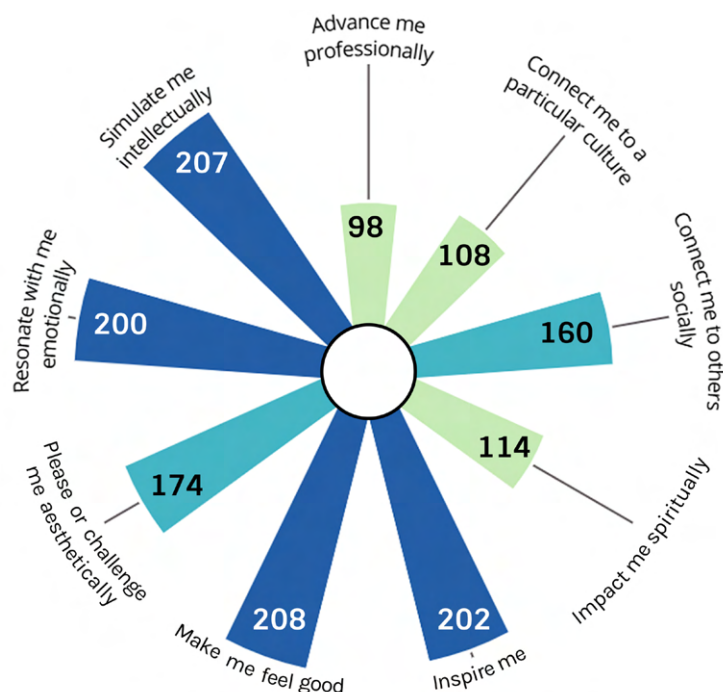 Advance me
professionally
98
Connect me to a
particular culture
108
Connect me to others
socially
160
Impact me spiritually
114
Inspire me
202
Make me feel good
208
Please or challenge
me aesthetically
174
Resonate with me
emotionally
200
Simulate me
intellectually
207